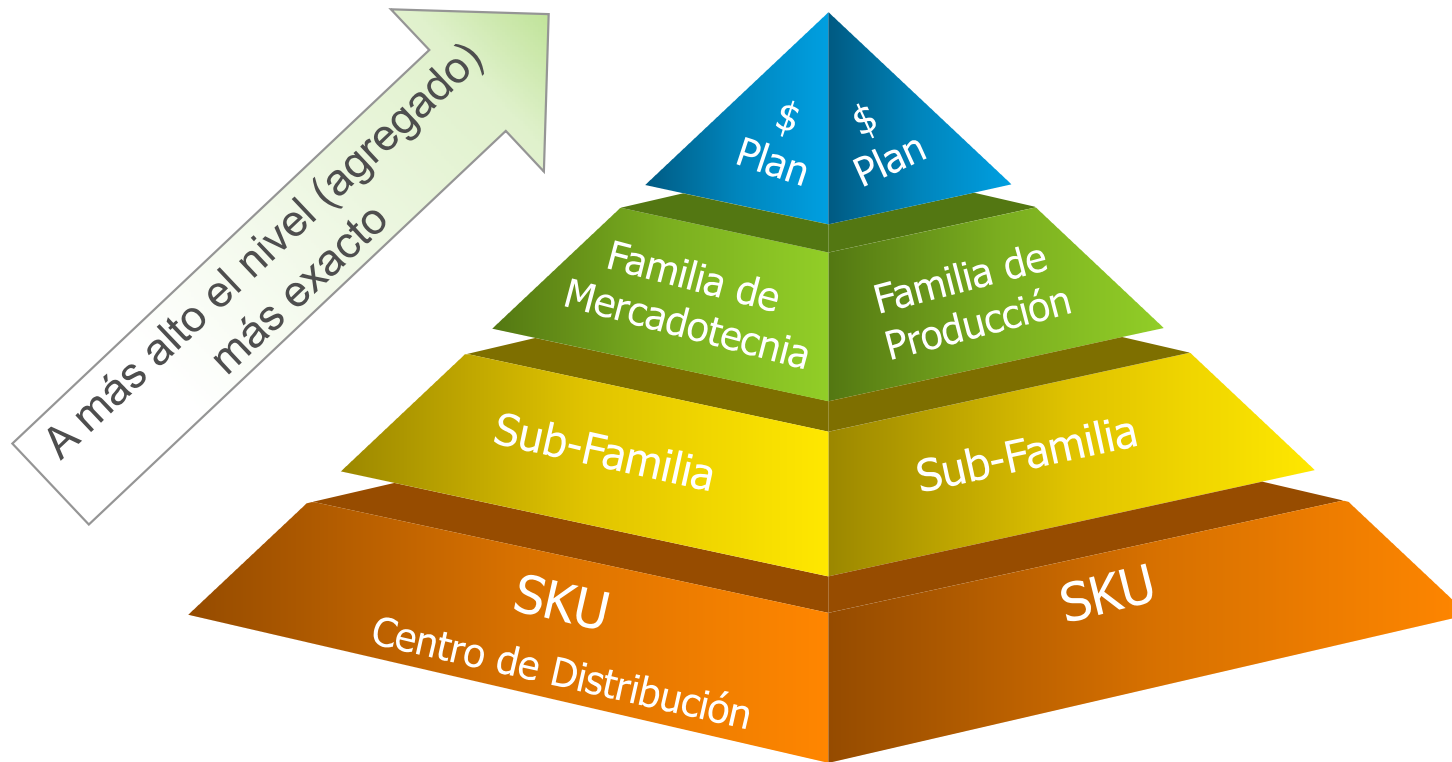 A más alto el nivel (agregado)
más exacto
$
Plan
$
Plan
Familia de
Mercadotecnia
Familia de
Producción
Sub-Familia
Sub-Familia
SKU
Centro de Distribución
SKU